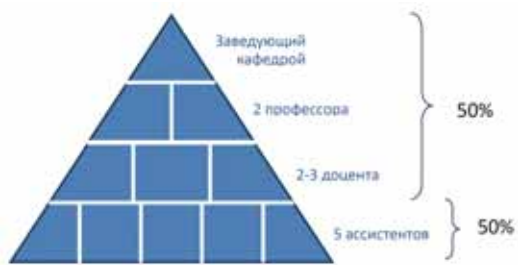 Заведующий
кафедрой
2 профессора
50%
2-3 доцента
5 ассистентов
50%